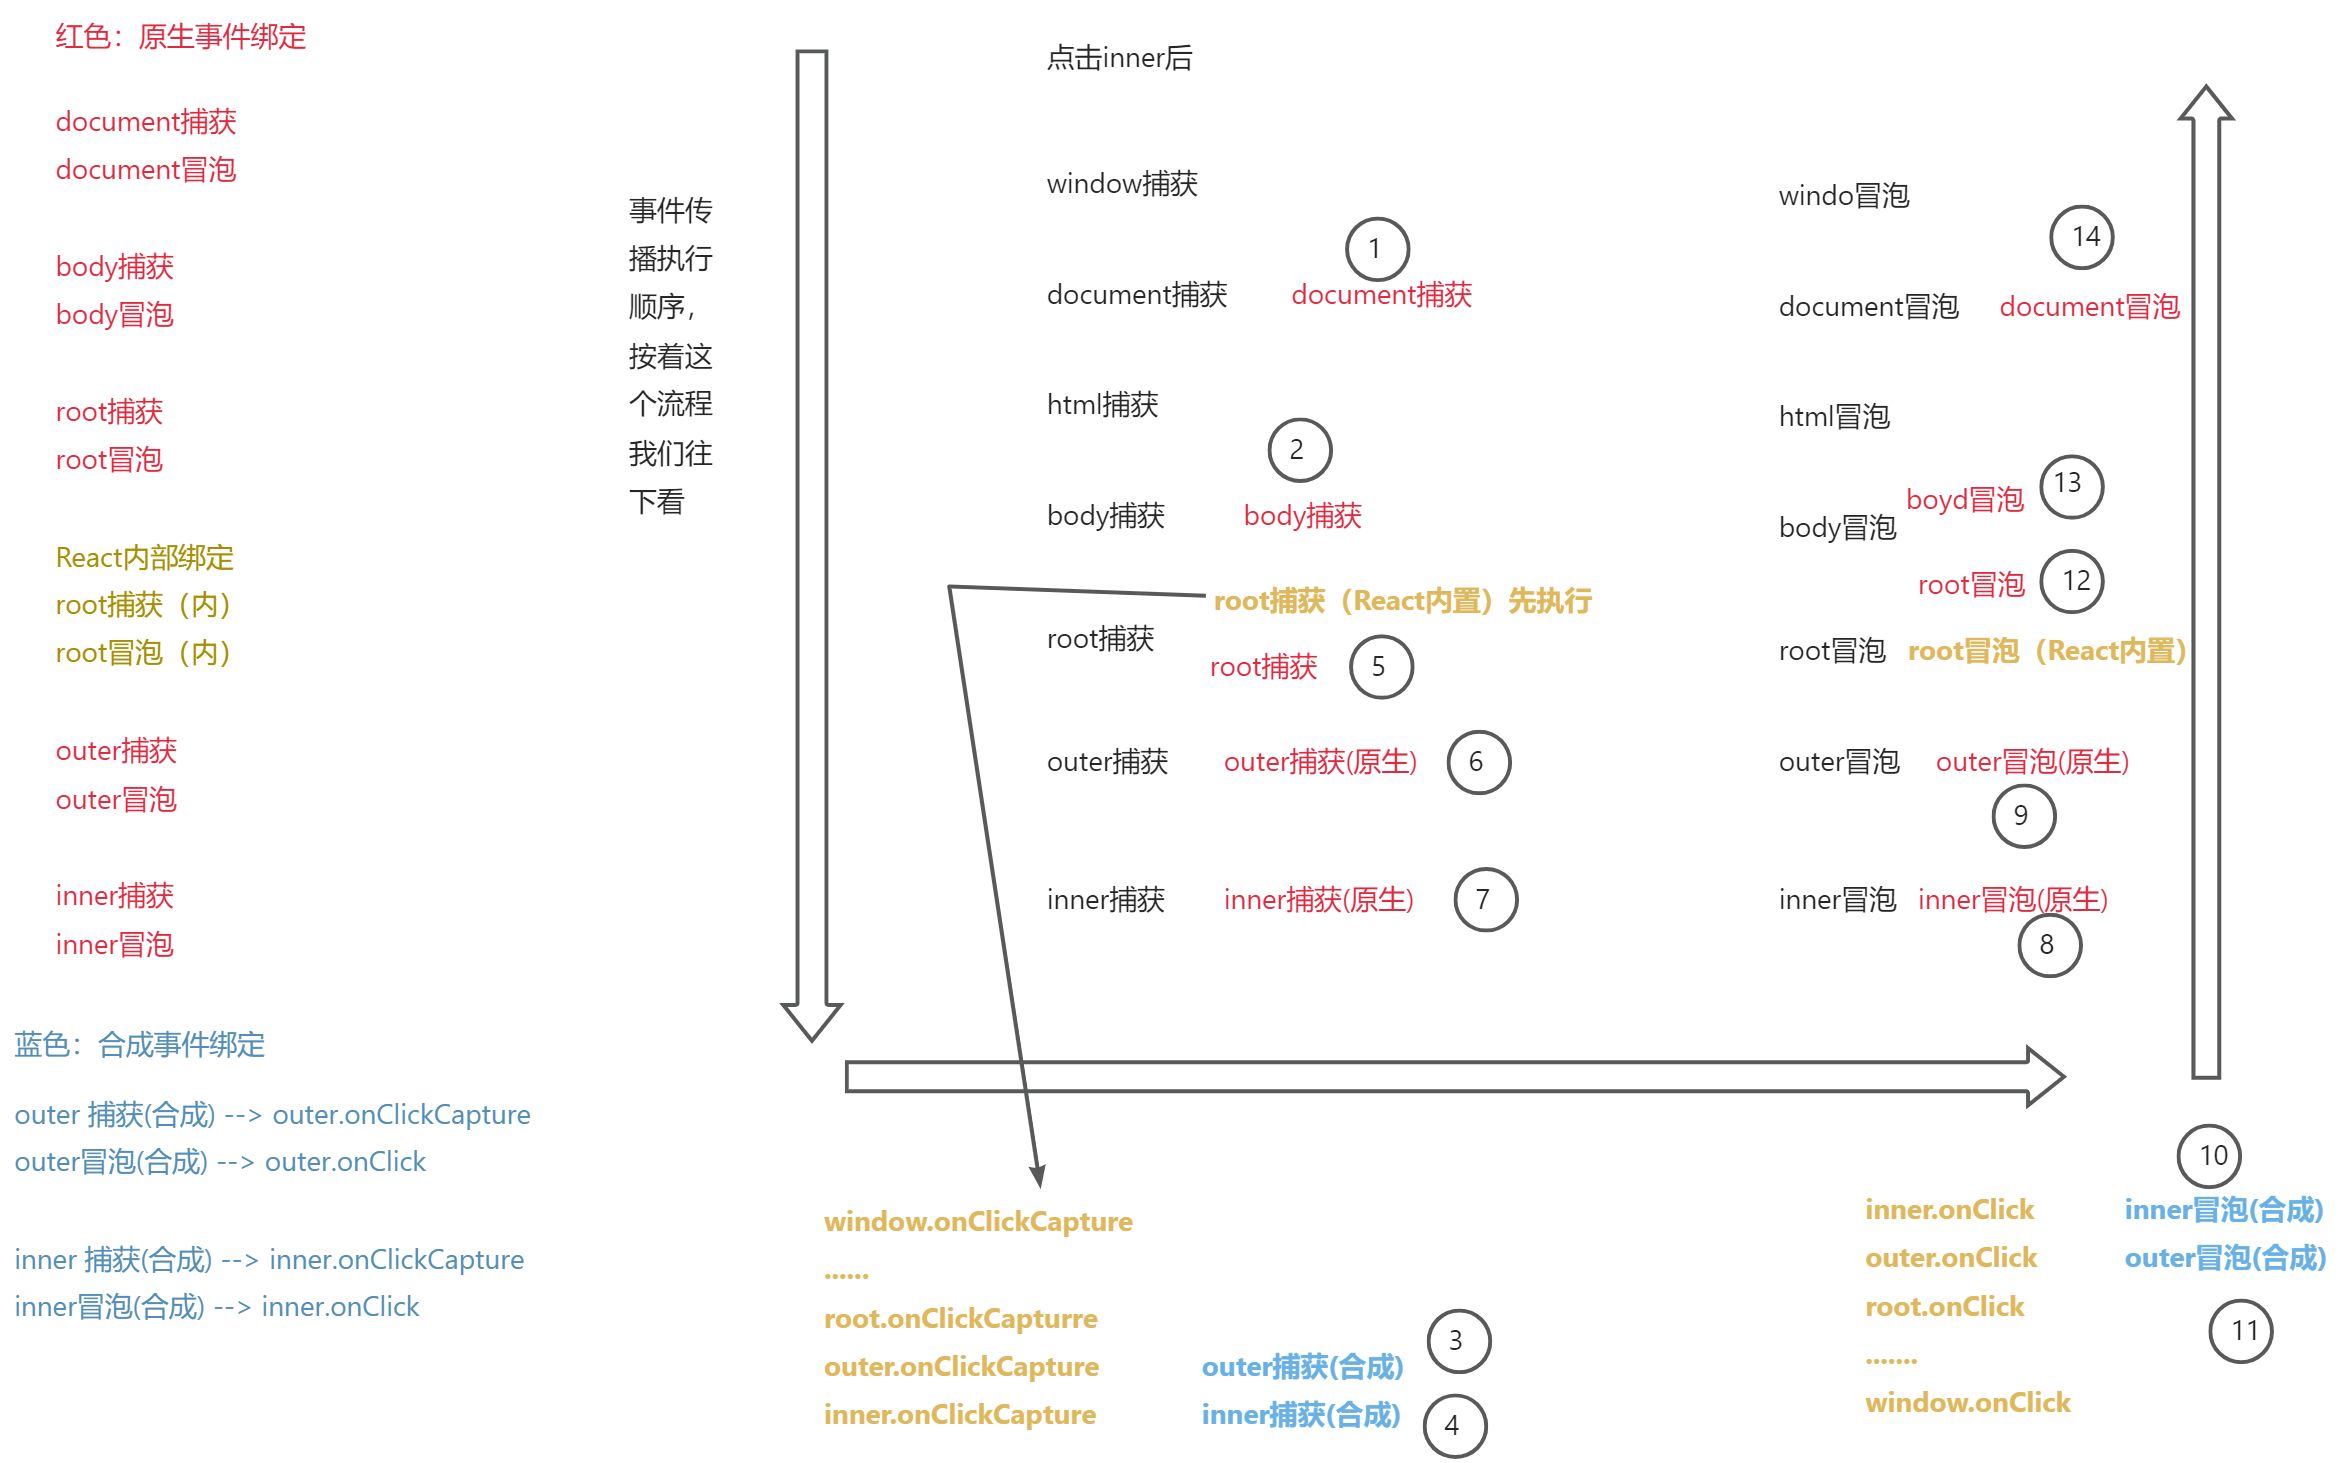 红色：原生事件绑定
document捕获
document冒泡
body捕获
body冒泡
root捕获
root冒泡
React内部绑定
root捕获（内）
root冒泡（内）
outer捕获
outer冒泡
inner捕获
inner冒泡
蓝色：合成事件绑定
outer 捕获(合成) --> outer.onClickCapture
outer冒泡(合成) --> outer.onClick
inner 捕获(合成) --> inner.onClickCapture
inner冒泡(合成) --> inner.onClick
事件传
播执行
顺序，
按着这
个流程
我们往
下看
点击inner后
window捕获
1
document捕获 document捕获
html捕获
2
body捕获 body捕获
root捕获（React内置）先执行
root捕获
root捕获 5
outer捕获 outer捕获(原生) 6
inner捕获 inner捕获(原生) 7
window.onClickCapture
......
root.onClickCapturre
3
outer.onClickCapture outer捕获(合成)
inner.onClickCapture inner捕获(合成) 4
windo冒泡
14
document冒泡 document冒泡
html冒泡
boyd冒泡 13
body冒泡
root冒泡 12
root冒泡 root冒泡（React内置）
outer冒泡 outer冒泡(原生)
9
inner冒泡 inner冒泡(原生)
8
10
inner.onClick inner冒泡(合成)
outer.onClick outer冒泡(合成)
root.onClick
11
.......
window.onClick